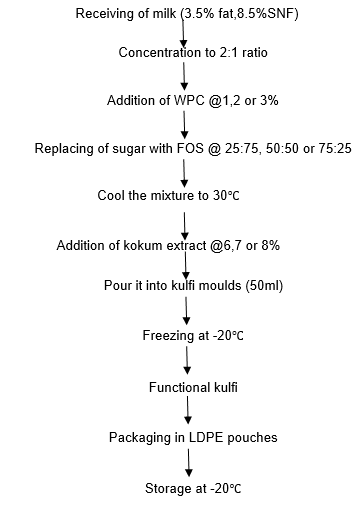 Receiving of milk (3.5% fat,8.5%SNF)
Concentration to 2:1 ratio
Addition of WPC @1,2 or 3%
Replacing of sugar with FOS @ 25:75, 50:50 or 75:25
Cool the mixture to 30℃
Addition of kokum extract @6,7 or 8%
Pour it into kulfi moulds (50ml)
Freezing at -20℃
Functional kulfi
Packaging in LDPE pouches
Storage at -20℃